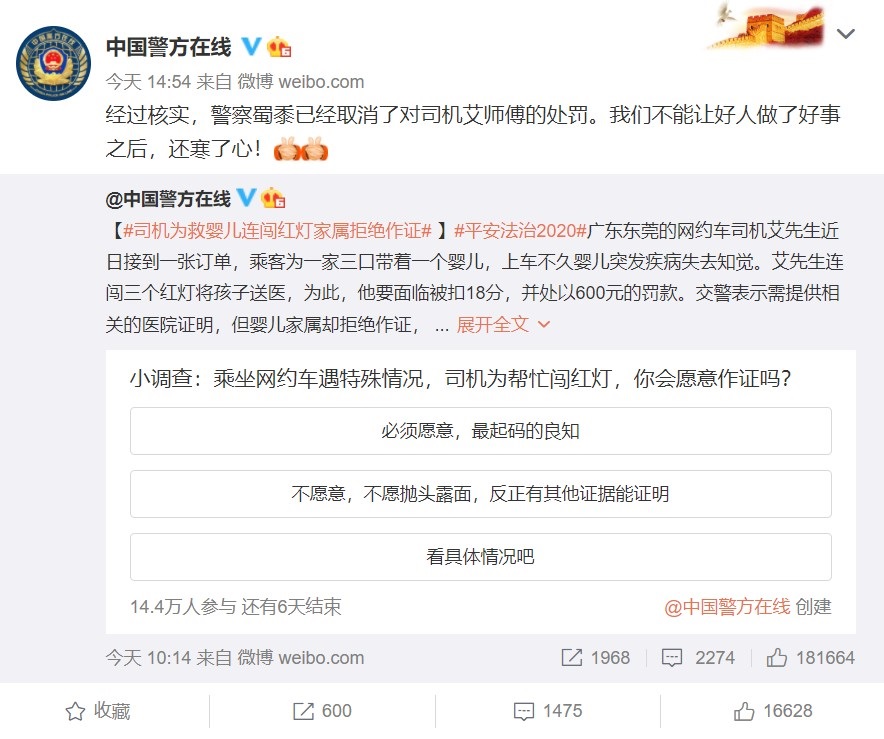 中国警方在线
今天 14:54 来自 微博 weibo.com
经过核实，警察蜀黍已经取消了对司机艾师傅的处罚。我们不能让好人做了好事
之后，还寒了心！
@中国警方在线
【#司机为救婴儿连闯红灯家属拒绝作证# 】#平安法治2020#广东东莞的网约车司机艾先生近
日接到一张订单，乘客为一家三口带着一个婴儿，上车不久婴儿突发疾病失去知觉。艾先生连
闯三个红灯将孩子送医，为此，他要面临被扣18分，并处以600元的罚款。交警表示需提供相
关的医院证明，但婴儿家属却拒绝作证， ... 展开全文
小调查：乘坐网约车遇特殊情况，司机为帮忙闯红灯，你会愿意作证吗？
必须愿意，最起码的良知
不愿意，不愿抛头露面，反正有其他证据能证明
看具体情况吧
14.4万人参与 还有6天结束 @中国警方在线 创建
今天 10:14 来自 微博 weibo.com 1968 2274 181664
收藏 600 1475 16628